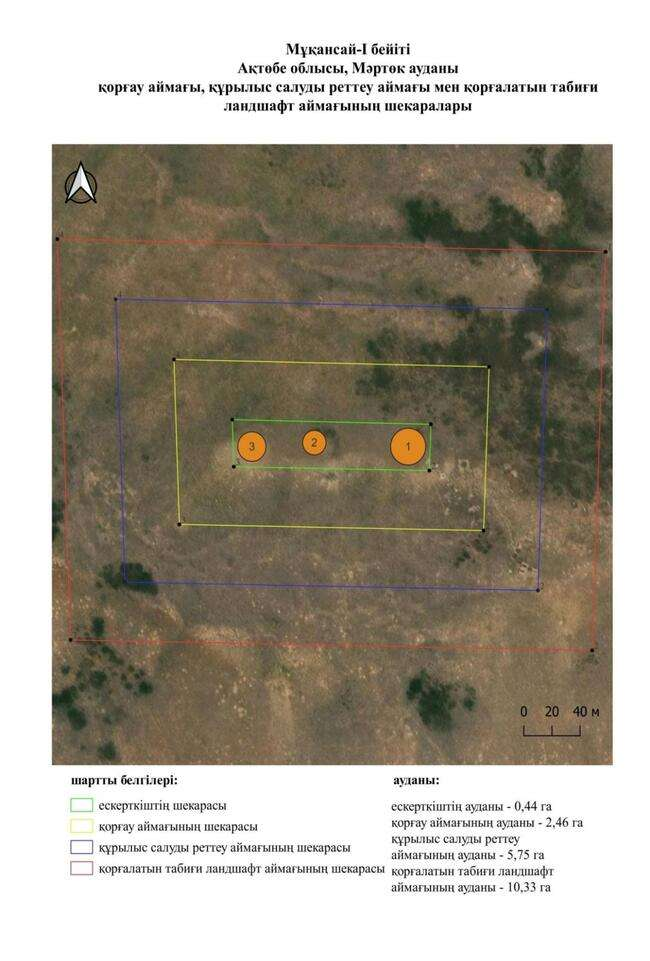 Мұқансай-I бейіті
Ақтөбе облысы, Мәртөк ауданы
қорғау аймағы, құрылыс салуды реттеу аймағы мен қорғалатын табиғи
ландшафт аймағының шекаралары
3
2
1
0 20 40 м
шартты белгілері:
ескерткіштің шекарасы
қорғау аймағының шекарасы
құрылыс салуды реттеу аймағының шекарасы
қорғалатын табиғи ландшафт аймағының шекарасы
ауданы:
ескерткіштің ауданы - 0,44 га
қорғау аймағының ауданы - 2,46 га
құрылыс салуды реттеу
аймағының ауданы - 5,75 га
қорғалатын табиғи ландшафт
аймағының ауданы - 10,33 га